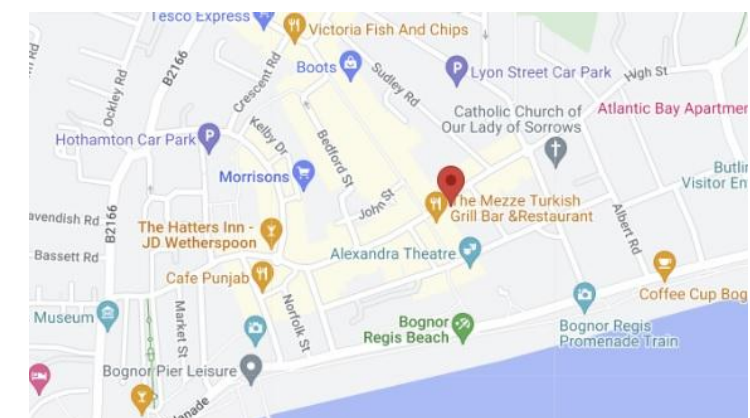 Tesco Express
Victoria Fish And Chips
B2166
Crescent Rd
Boots
Sudley Rd
Lyon Street Car Park
High St
Ockley Rd
Catholic Church of
Our Lady of Sorrows
Atlantic Bay Apartmen
Hothamton Car Park
Kelby Dr
Bedford St
Morrisons
John St
Butlin
Visitor En
The Mezze Turkish
Grill Bar &Restaurant
avendish Rd
B2166
The Hatters Inn -
JD Wetherspoon
Albert Rd
Bassett Rd
Alexandra Theatre
Cafe Punjab
Coffee Cup Bog
Museum
Market St
Norfolk St
Bognor
Regis Beach
Bognor Regis
Promenade Train
Bognor Pier Leisure
anade